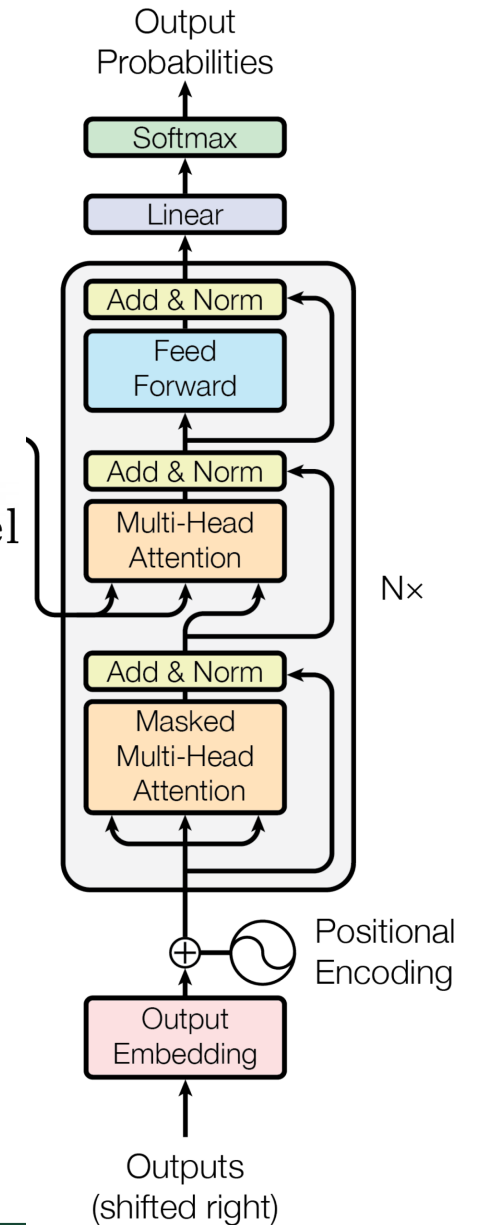 Output
Probabilities
Softmax
Linear
Add & Norm
Feed
Forward
Add & Norm
el
Multi-Head
Attention
N×
Add & Norm
Masked
Multi-Head
Attention
Positional
Encoding
Output
Embedding
Outputs
(shifted right)